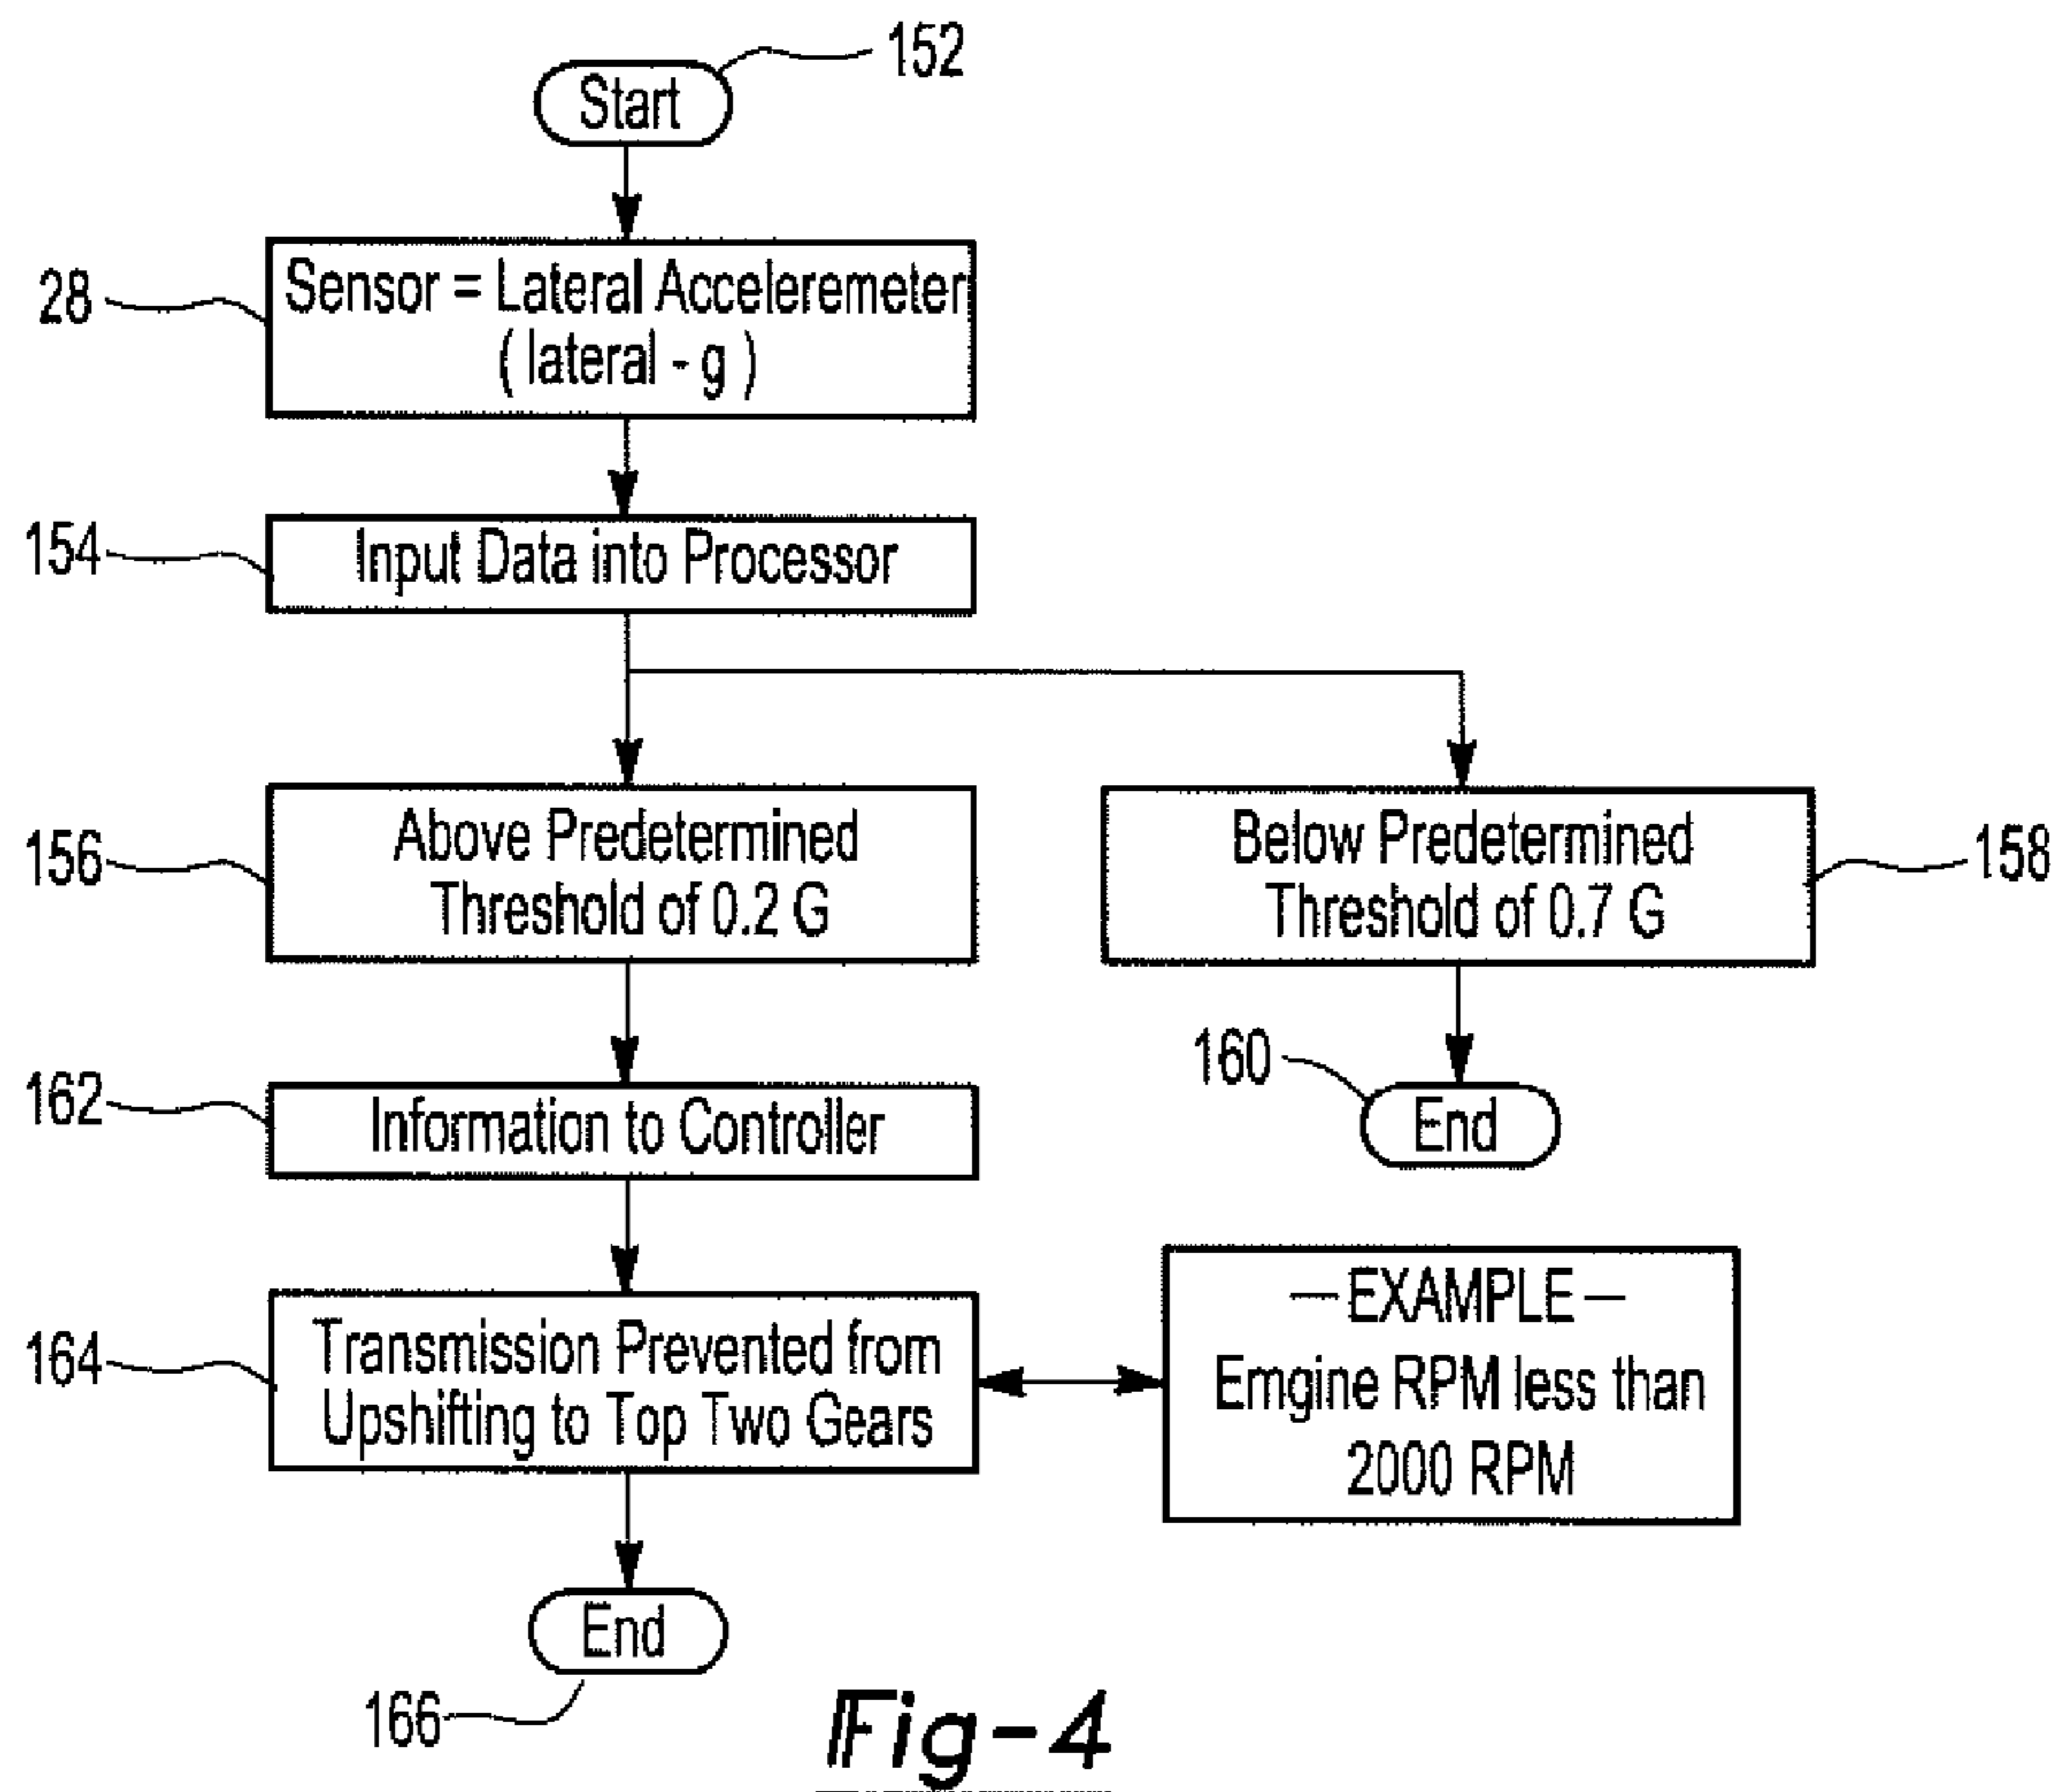 Start
152
28
Sensor = Lateral Acceleremeter
( lateral - g )
154
Input Data into Processor
156
Above Predetermined
Threshold of 0.2 G
Below Predetermined
Threshold of 0.7 G
158
160
End
162
Information to Controller
164
Transmission Prevented from
Upshifting to Top Two Gears
— EXAMPLE —
Emgine RPM less than
2000 RPM
End
166
Fig-4